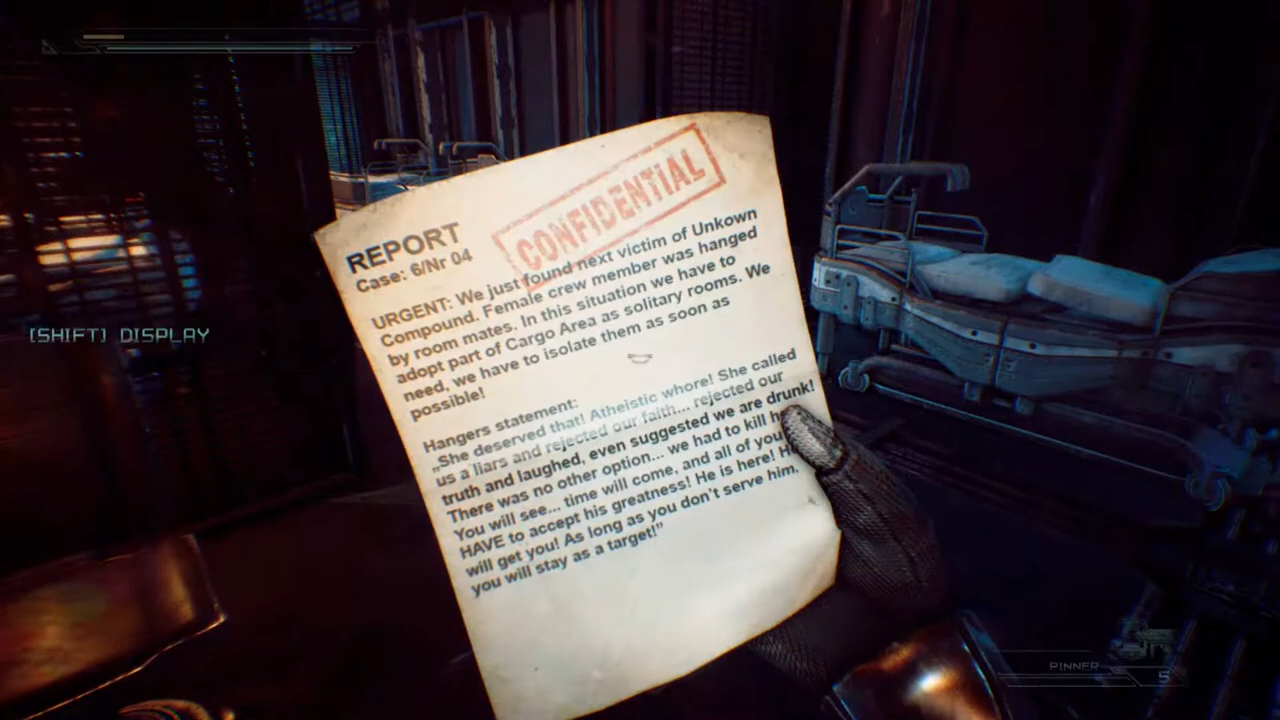 CONFIDENTIAL
REPORT
Case: 6/Nr 04
URGENT: We just found next victim of Unkown
Compound. Female crew member was hanged
by room mates. In this situation we have to
adopt part of Cargo Area as solitary rooms. We
need, we have to isolate them as soon as
possible!
Hangers statement:
„She deserved that! Atheistic whore! She called
us a liars and rejected our faith... rejected our
truth and laughed, even suggested we are drunk!
There was no other option... we had to kill
You will see... time will come, and all of you
HAVE to accept his greatness! He is here!
will get you! As long as you don't serve him,
you will stay as a target!”
[SHIFT] DISPLAY
PINNER
5